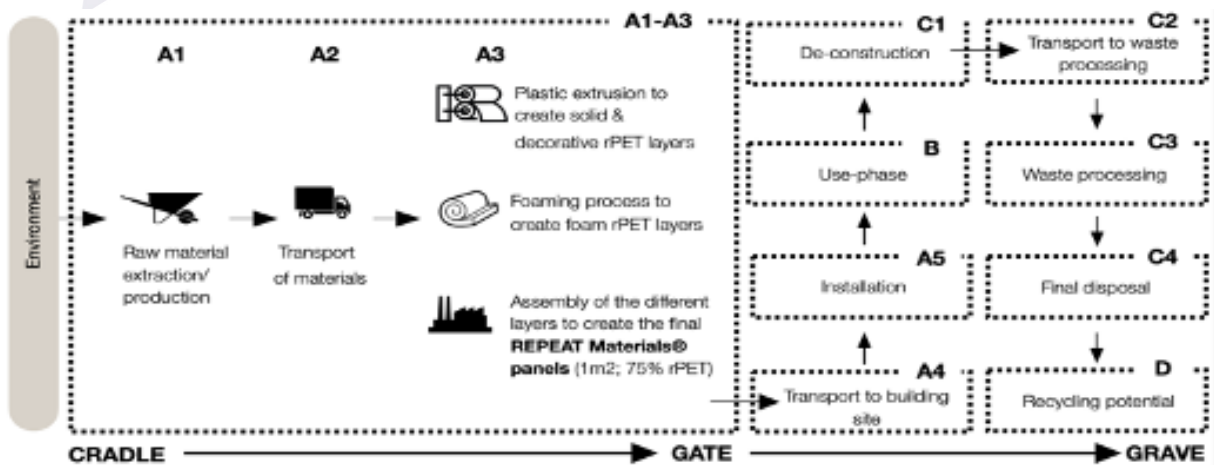 Environment
A1-A3
A1
A2
A3
Raw material
extraction/
production
Transport
of materials
Plastic extrusion to
create solid &
decorative rPET layers
Foaming process to
create foam rPET layers
Assembly of the different
layers to create the final
REPEAT Materials®
panels (1m2; 75% rPET)
A4
Transport to building
site
A5
Installation
B
Use-phase
C1
De-construction
C2
Transport to waste
processing
C3
Waste processing
C4
Final disposal
D
Recycling potential
CRADLE
GATE
GRAVE